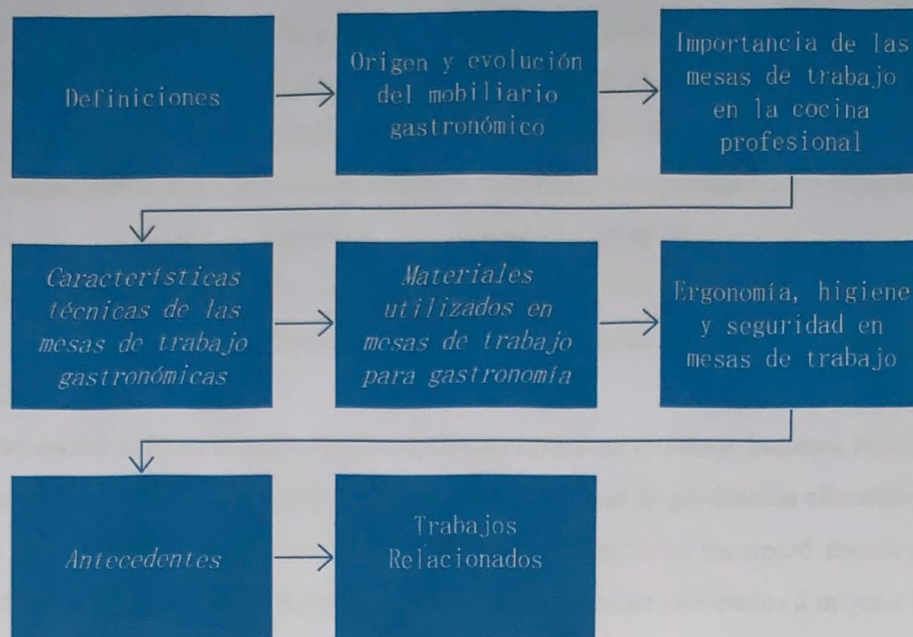 Definiciones
Origen y evolución
del mobiliario
gastronómico
Importancia de las
mesas de trabajo
en la cocina
profesional
Características
técnicas de las
mesas de trabajo
gastronómicas
Materiales
utilizados en
mesas de trabajo
para gastronomía
Ergonomía, higiene
y seguridad en
mesas de trabajo
Antecedentes
Trabajos
Relacionados